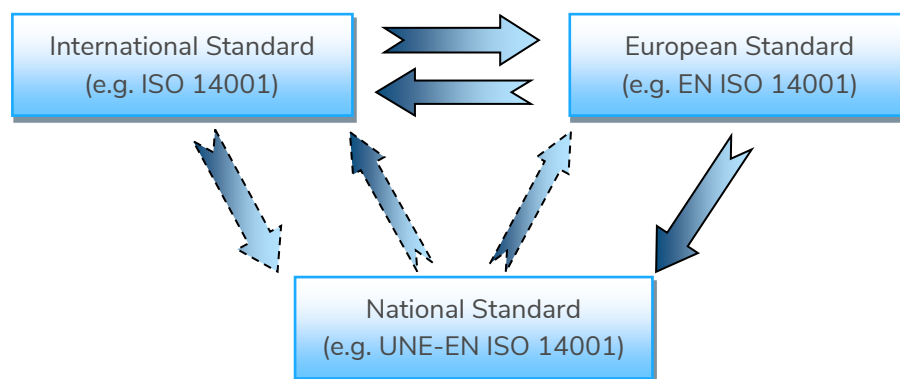 International Standard
(e.g. ISO 14001)
European Standard
(e.g. EN ISO 14001)
National Standard
(e.g. UNE-EN ISO 14001)